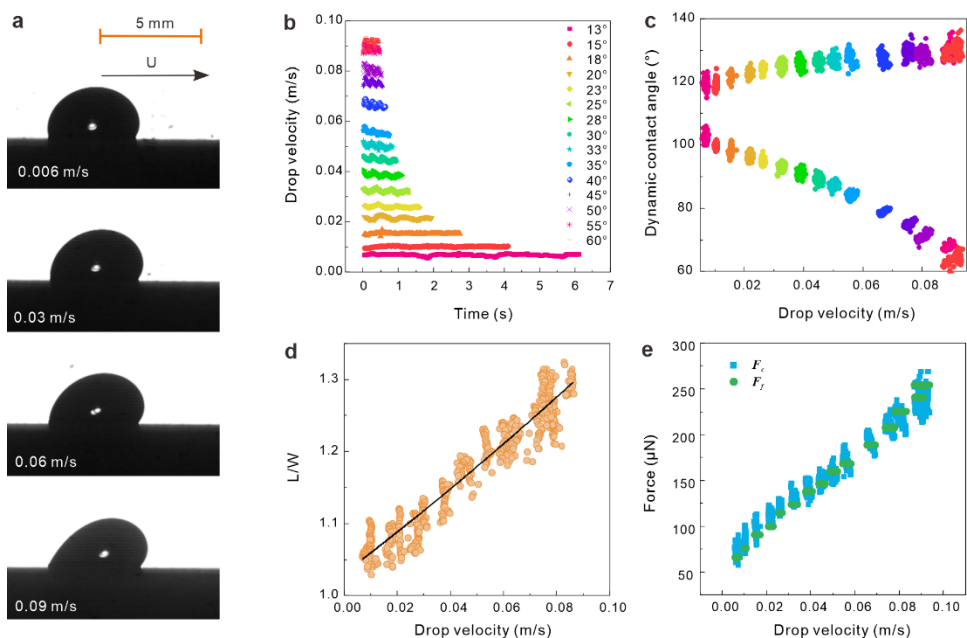 a
5 mm
U
0.006 m/s
0.03 m/s
0.06 m/s
0.09 m/s
b
Drop velocity (m/s)
0.10
0.08
0.06
0.04
0.02
0.00
0 1 2 3 4 5 6 7
Time (s)
13°
15°
18°
20°
23°
25°
28°
30°
33°
35°
40°
45°
50°
55°
60°
c
Dynamic contact angle (°)
140
120
100
80
60
0.02 0.04 0.06 0.08
Drop velocity (m/s)
d
L/W
1.3
1.2
1.1
1.0
0.00 0.02 0.04 0.06 0.08 0.10
Drop velocity (m/s)
e
Force (μN)
300
250
200
150
100
50
F_c
F_f
0.00 0.02 0.04 0.06 0.08 0.10
Drop velocity (m/s)